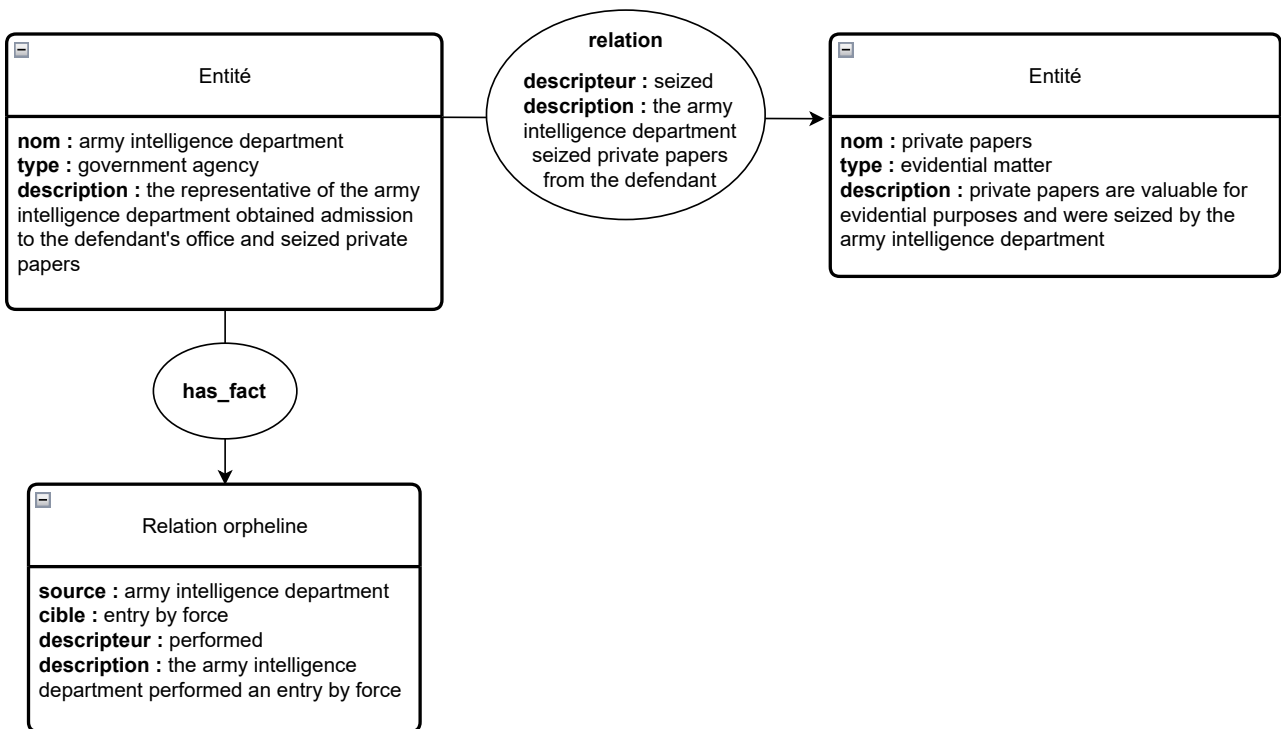 Entité
nom : army intelligence department
type : government agency
description : the representative of the army
intelligence department obtained admission
to the defendant's office and seized private
papers
relation
descripteur : seized
description : the army
intelligence department
seized private papers
from the defendant
Entité
nom : private papers
type : evidential matter
description : private papers are valuable for
evidential purposes and were seized by the
army intelligence department
has_fact
Relation orpheline
source : army intelligence department
cible : entry by force
descripteur : performed
description : the army intelligence
department performed an entry by force